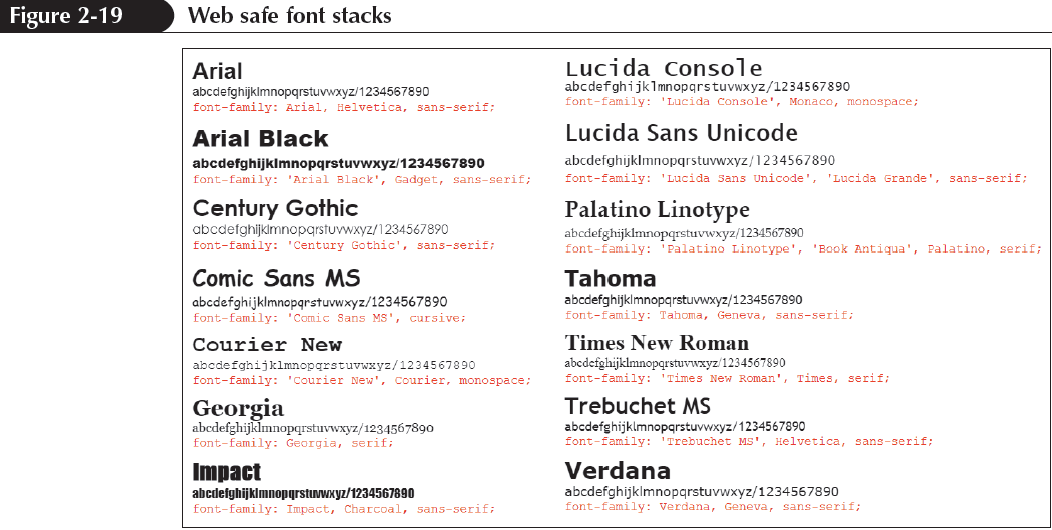 Figure 2-19 Web safe font stacks
Arial
abcdefghijklmnopqrstuvwxyz/1234567890
font-family: Arial, Helvetica, sans-serif;
Arial Black
abcdefghijklmnopqrstuvwxyz/1234567890
font-family: 'Arial Black', Gadget, sans-serif;
Century Gothic
abcdefghijklmnopqrstuvwxyz/1234567890
font-family: 'Century Gothic', sans-serif;
Comic Sans MS
abcdefghijklmnopqrstuvwxyz/1234567890
font-family: 'Comic Sans MS', cursive;
Courier New
abcdefghijklmnopqrstuvwxyz/1234567890
font-family: 'Courier New', Courier, monospace;
Georgia
abcdefghijklmnopqrstuvwxyz/1234567890
font-family: Georgia, serif;
Impact
abcdefghijklmnopqrstuvwxyz/1234567890
font-family: Impact, Charcoal, sans-serif;
Lucida Console
abcdefghijklmnopqrstuvwxyz/1234567890
font-family: 'Lucida Console', Monaco, monospace;
Lucida Sans Unicode
abcdefghijklmnopqrstuvwxyz/1234567890
font-family: 'Lucida Sans Unicode', 'Lucida Grande', sans-serif;
Palatino Linotype
abcdefghijklmnopqrstuvwxyz/1234567890
font-family: 'Palatino Linotype', 'Book Antiqua', Palatino, serif;
Tahoma
abcdefghijklmnopqrstuvwxyz/1234567890
font-family: Tahoma, Geneva, sans-serif;
Times New Roman
abcdefghijklmnopqrstuvwxyz/1234567890
font-family: 'Times New Roman', Times, serif;
Trebuchet MS
abcdefghijklmnopqrstuvwxyz/1234567890
font-family: 'Trebuchet MS', Helvetica, sans-serif;
Verdana
abcdefghijklmnopqrstuvwxyz/1234567890
font-family: Verdana, Geneva, sans-serif;